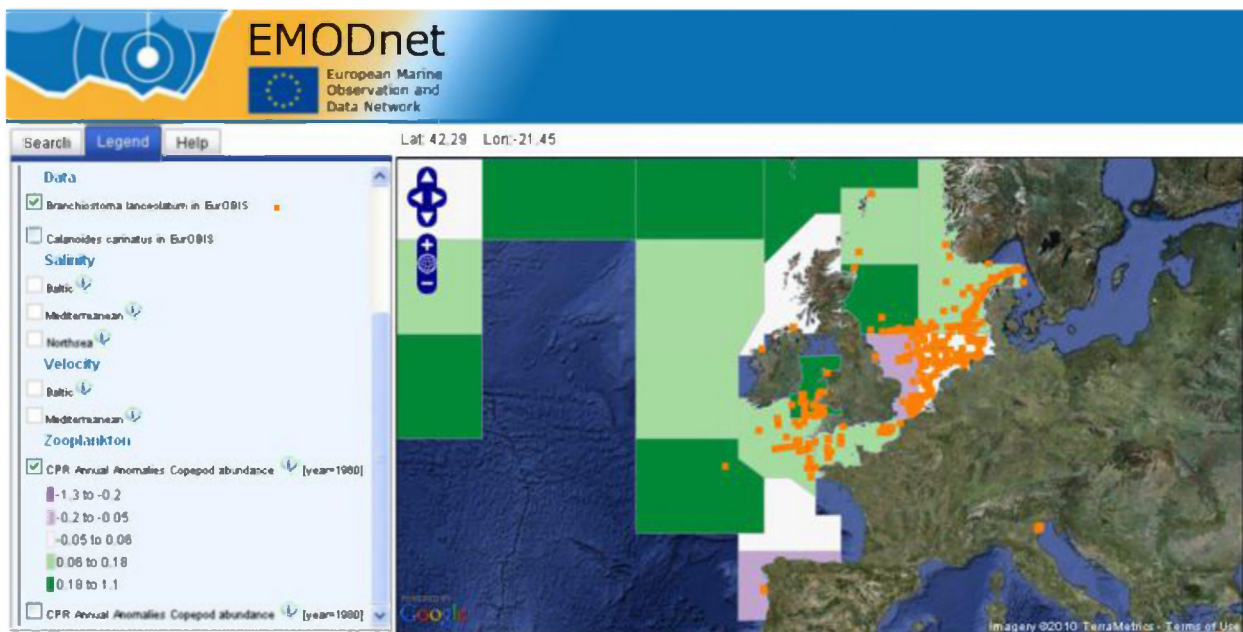 EMODnet
European Marine
Observation and
Data Network
Search Legend Help
Lat: 42,29 Lon:-21,45
Data
Branchiostoma lanceolatum in EurOBIS
Calanoides carinatus in EurOBIS
Salinity
Baltic
Mediterranean
Northsea
Velocity
Baltic
Mediterranean
Zooplankton
CPR Annual Anomalies Copepod abundance [year=1980]
-1.3 to -0.2
-0.2 to -0.05
-0.05 to 0.06
0.06 to 0.18
0.18 to 1.1
CPR Annual Anomalies Copepod abundance [year=1980]
POWERED BY
Google
Imagery ©2010 TerraMetrics - Terms of Use